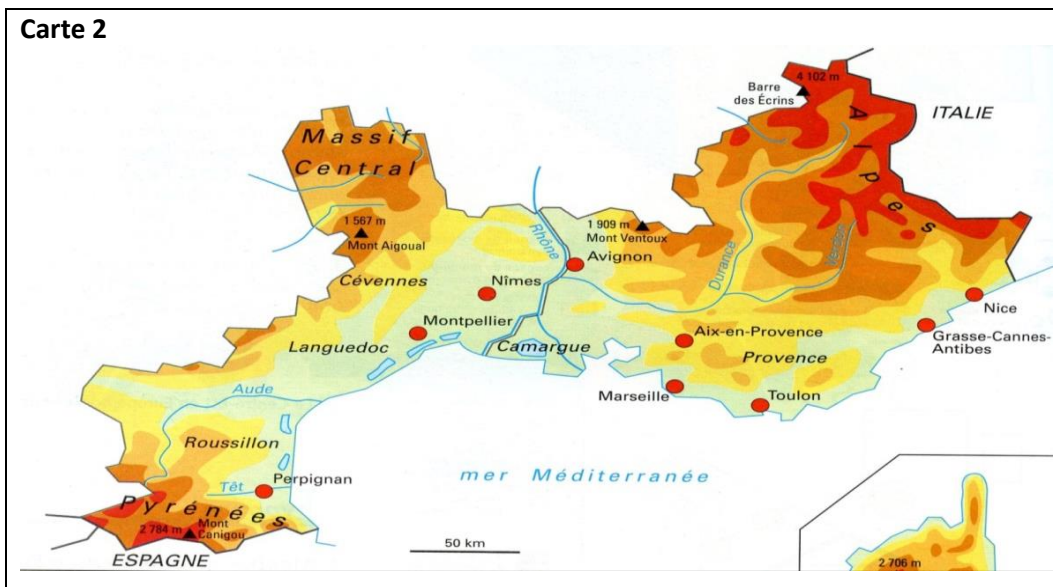 Carte 2
4 102 m
Barre
des Écrins
ITALIE
Alpes
Massif
Central
1 567 m
Mont Aigoual
1 909 m
Mont Ventoux
Rhône
Avignon
Durance
Verdon
Cévennes
Nîmes
Nice
Montpellier
Camargue
Languedoc
Aix-en-Provence
Grasse-Cannes-
Antibes
Provence
Marseille
Toulon
Aude
Roussillon
Perpignan
Têt
mer Méditerranée
Pyrénées
2 784 m
Mont
Canigou
ESPAGNE
50 km
2 706 m